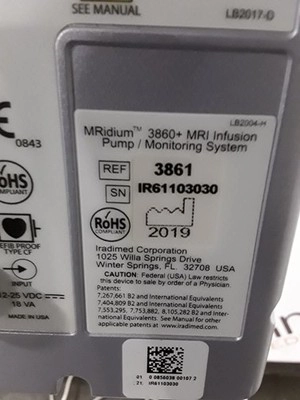 SEE MANUAL
LB2017-D
LB2004-H
0843
MRidium™ 3860+ MRI Infusion
Pump / Monitoring System
REF 3861
SN IR61103030
RoHS
COMPLIANT
2019
RoHS
COMPLIANT
Iradimed Corporation
1025 Willa Springs Drive
Winter Springs, FL. 32708 USA
DEFIB PROOF
TYPE CF
CAUTION: Federal (USA) Law restricts
this device to sale by order of a Physician.
Patents:
7,267,661 B2 and International Equivalents
7,404,809 B2 and International Equivalents
7,553,295, 7,753,882, 8,105,282 B2 and Inter-
national Equivalents. See Manual for other
applicable patents at www.iradimed.com
INPUT
12-25 VDC
18 VA
MADE IN USA
21 IR61103030